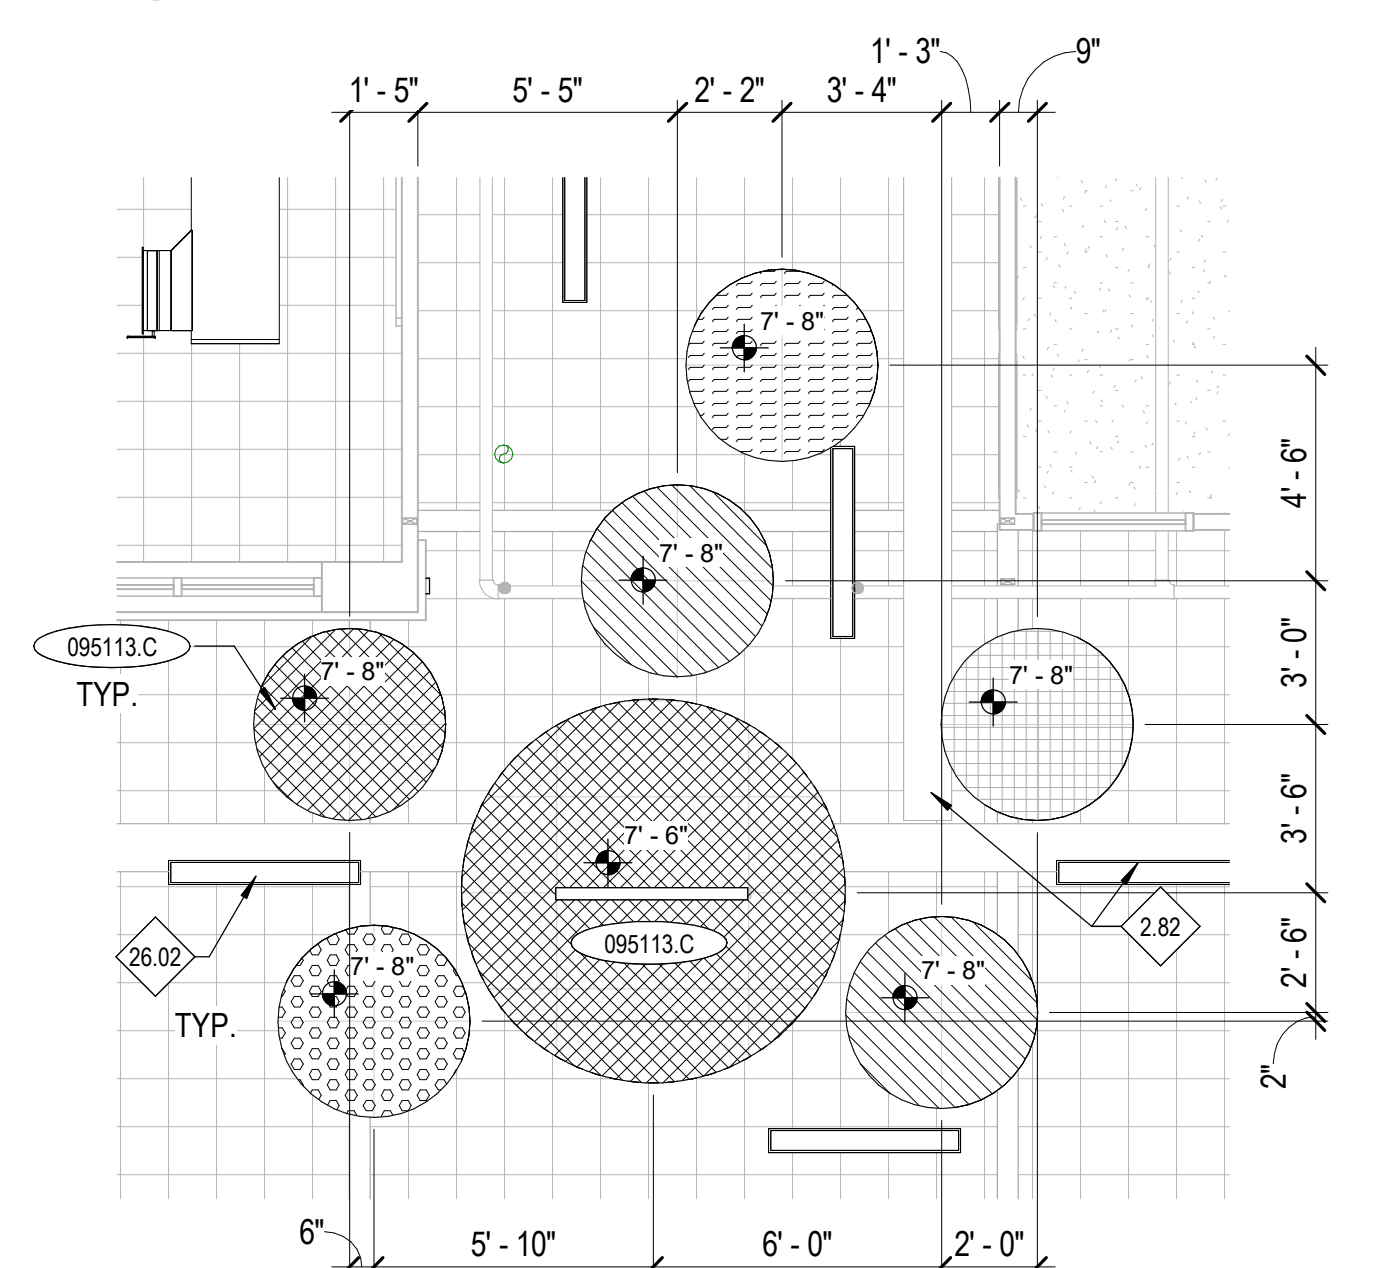 1' - 3"
9"
1' - 5"
5' - 5"
2' - 2"
3' - 4"
7' - 8"
4' - 6"
7' - 8"
095113.C
TYP.
7' - 8"
7' - 8"
3' - 0"
7' - 6"
3' - 6"
095113.C
2.82
26.02
7' - 8"
7' - 8"
2' - 6"
TYP.
2"
6"
5' - 10"
6' - 0"
2' - 0"